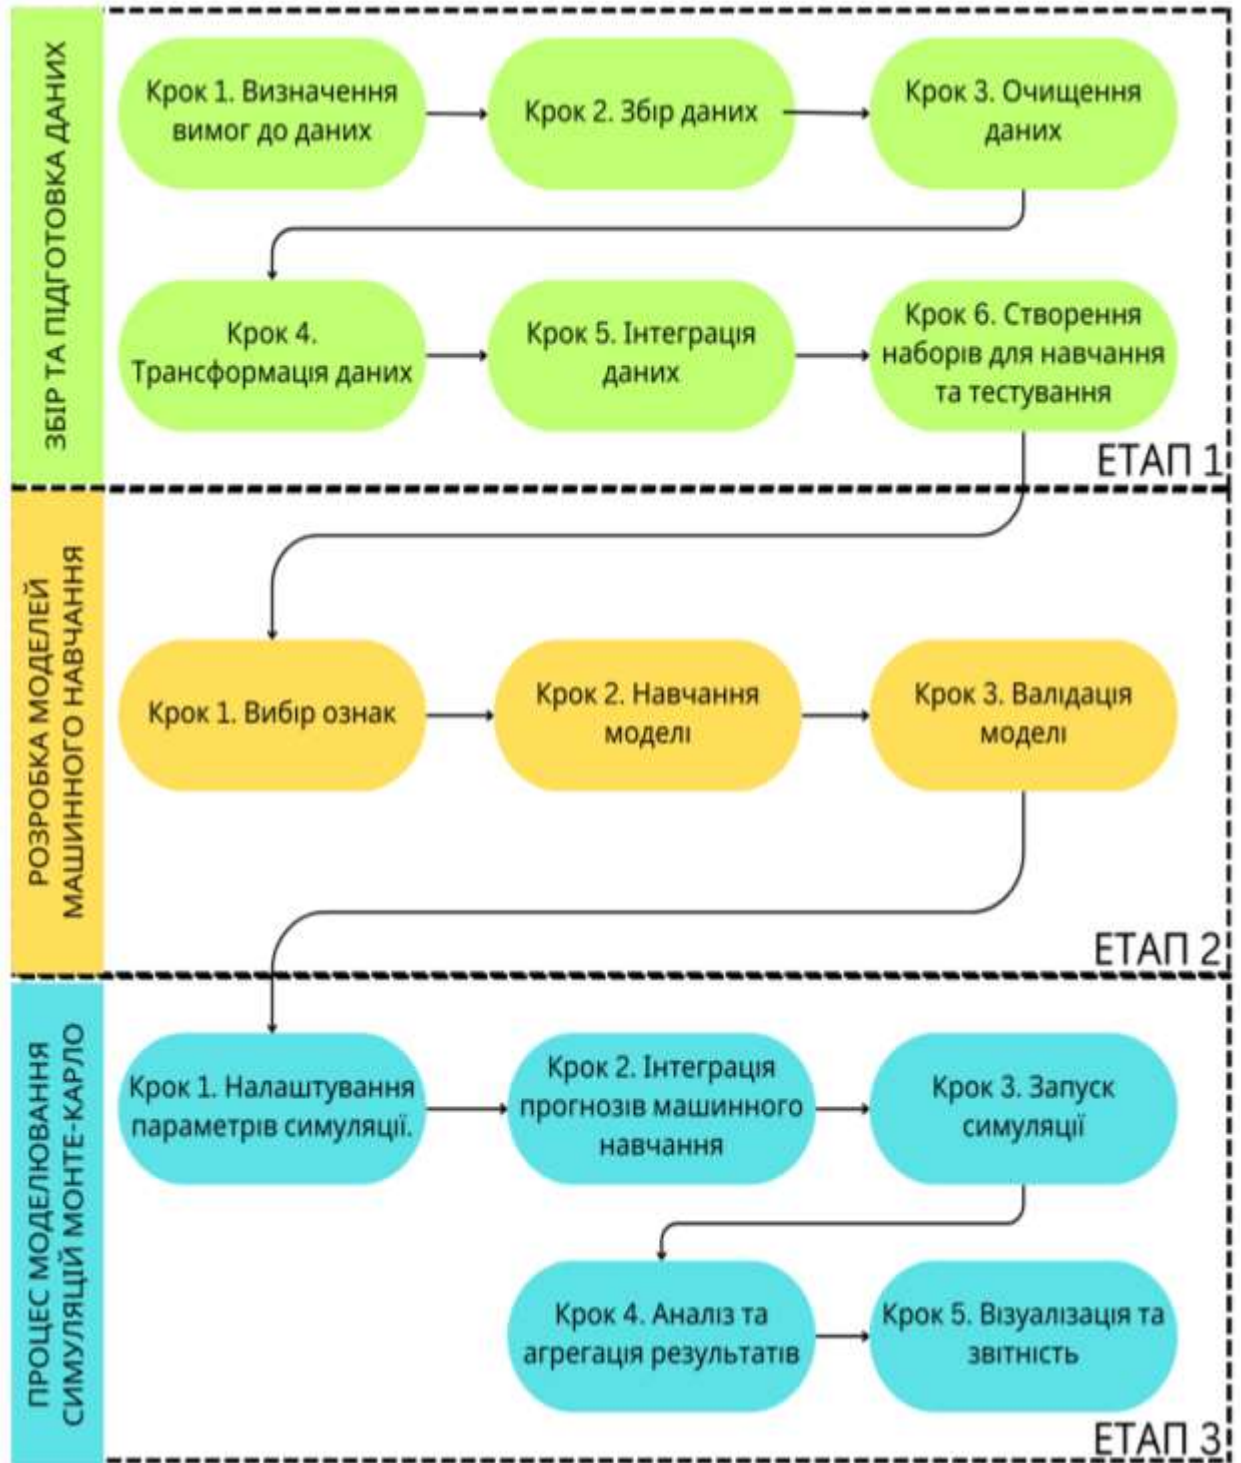 ЗБІР ТА ПІДГОТОВКА ДАНИХ
Крок 1. Визначення
вимог до даних
Крок 2. Збір даних
Крок 3. Очищення
даних
Крок 4.
Трансформація даних
Крок 5. Інтеграція
даних
Крок 6. Створення
наборів для навчання
та тестування
ЕТАП 1
РОЗРОБКА МОДЕЛЕЙ
МАШИННОГО НАВЧАННЯ
Крок 1. Вибір ознак
Крок 2. Навчання
моделі
Крок 3. Валідація
моделі
ЕТАП 2
ПРОЦЕС МОДЕЛЮВАННЯ
СИМУЛЯЦІЙ МОНТЕ-КАРЛО
Крок 1. Налаштування
параметрів симуляції.
Крок 2. Інтеграція
прогнозів машинного
навчання
Крок 3. Запуск
симуляції
Крок 4. Аналіз та
агрегація результатів
Крок 5. Візуалізація та
звітність
ЕТАП 3